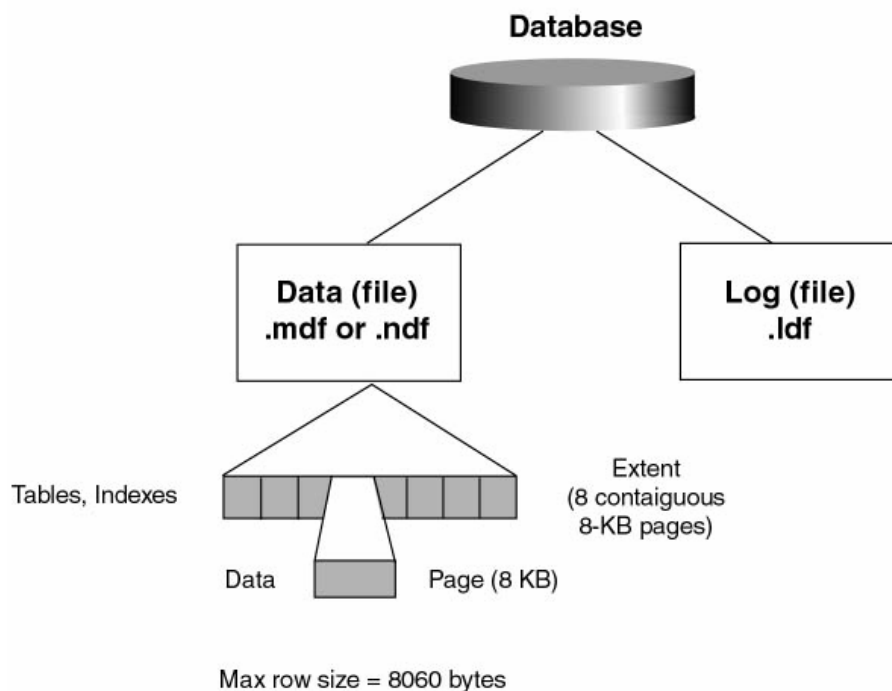 Database
Data (file)
.mdf or .ndf
Log (file)
.ldf
Tables, Indexes
Extent
(8 contaiguous
8-KB pages)
Data
Page (8 KB)
Max row size = 8060 bytes